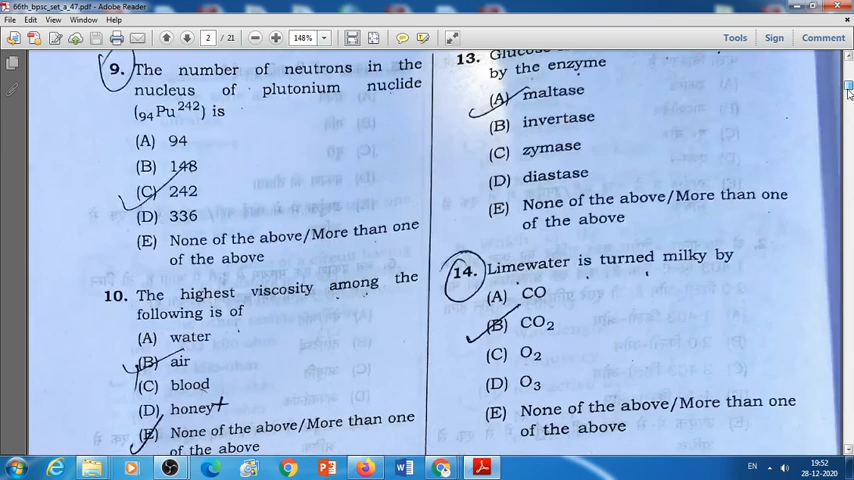 66th_bpsc_set_a_47.pdf - Adobe Reader
File Edit View Window Help
2 / 21
148%
Tools Sign Comment
9. The number of neutrons in the
nucleus of plutonium nuclide
(₉₄Pu²⁴²) is
(A) 94
(B) 148
(C) 242
(D) 336
(E) None of the above/More than one
of the above
10. The highest viscosity among the
following is of
(A) water
(B) air
(C) blood
(D) honey
(E) None of the above/More than one
of the above
13. Glucose
by the enzyme
(A) maltase
(B) invertase
(C) zymase
(D) diastase
(E) None of the above/More than one
of the above
14. Limewater is turned milky by
(A) CO
(B) CO₂
(C) O₂
(D) O₃
(E) None of the above/More than one
of the above
EN
19:52
28-12-2020